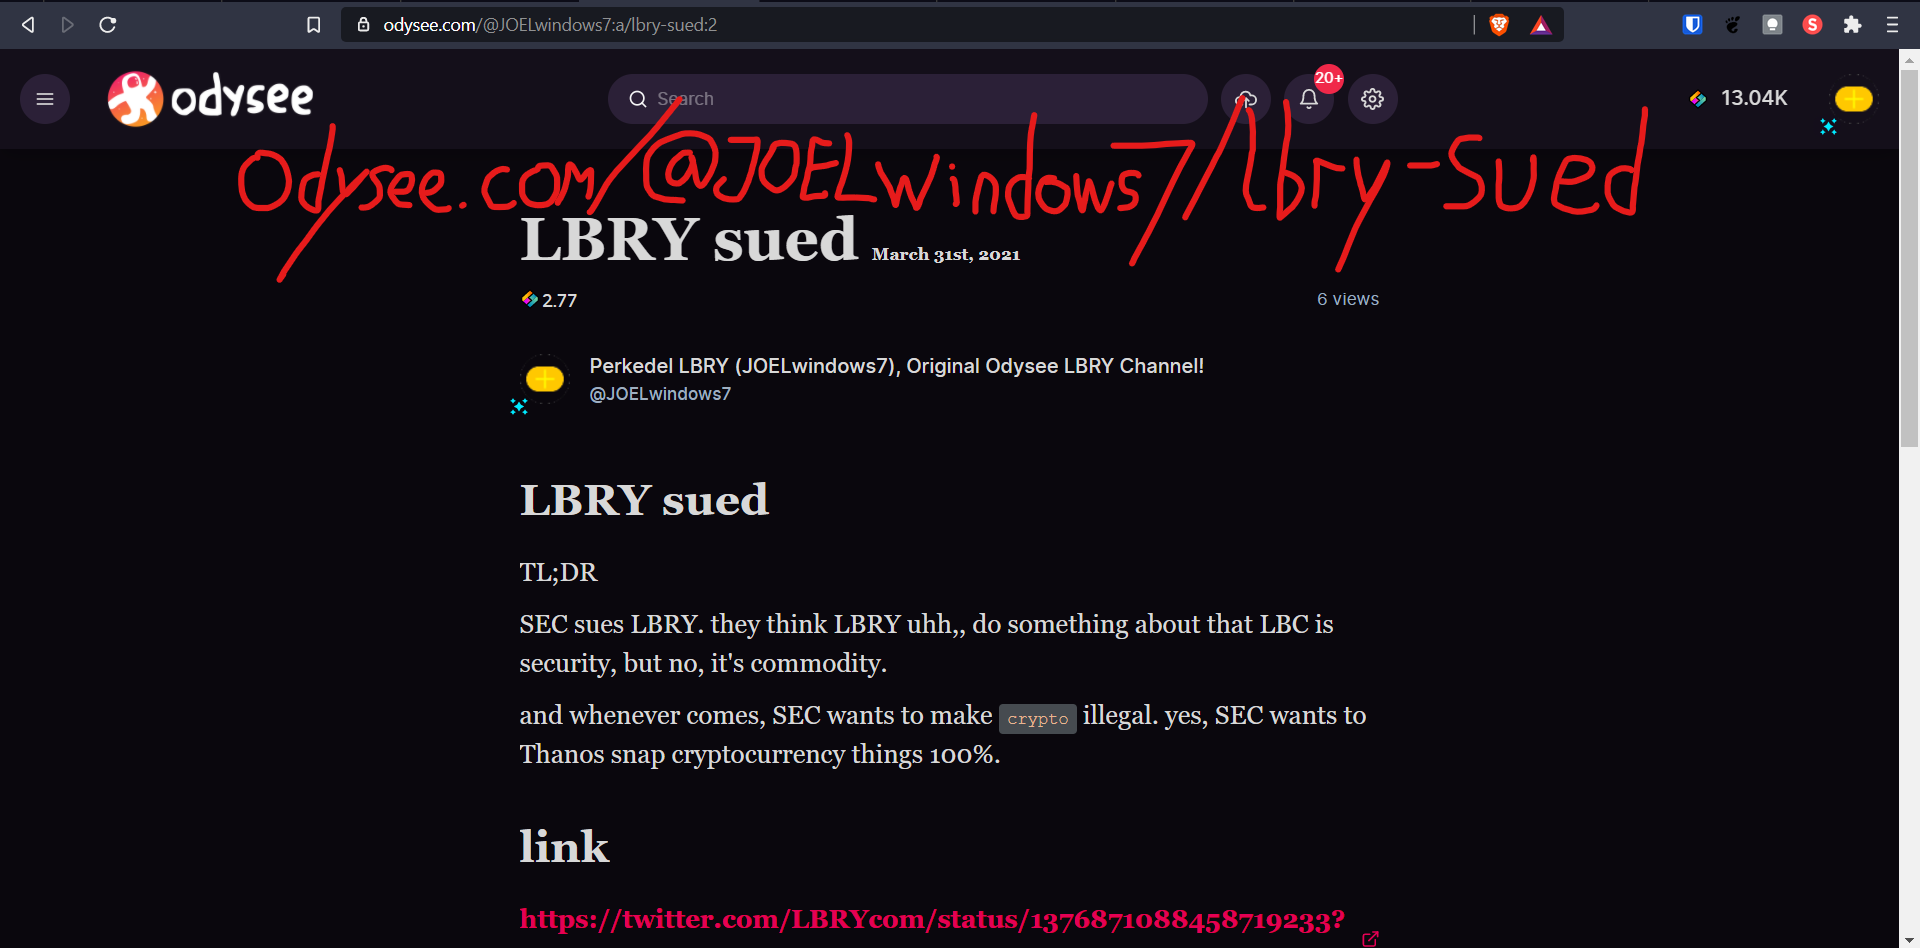 odysee.com/@JOELwindows7:a/lbry-sued:2
S
odysee
Search
20+
13.04K
Odysee.com/@JOELwindows7/lbry-Sued
LBRY sued March 31st, 2021
2.77
6 views
Perkedel LBRY (JOELwindows7), Original Odysee LBRY Channel!
@JOELwindows7
LBRY sued
TL;DR
SEC sues LBRY. they think LBRY uhh,, do something about that LBC is
security, but no, it's commodity.
and whenever comes, SEC wants to make crypto illegal. yes, SEC wants to
Thanos snap cryptocurrency things 100%.
link
https://twitter.com/LBRYcom/status/1376871088458719233?